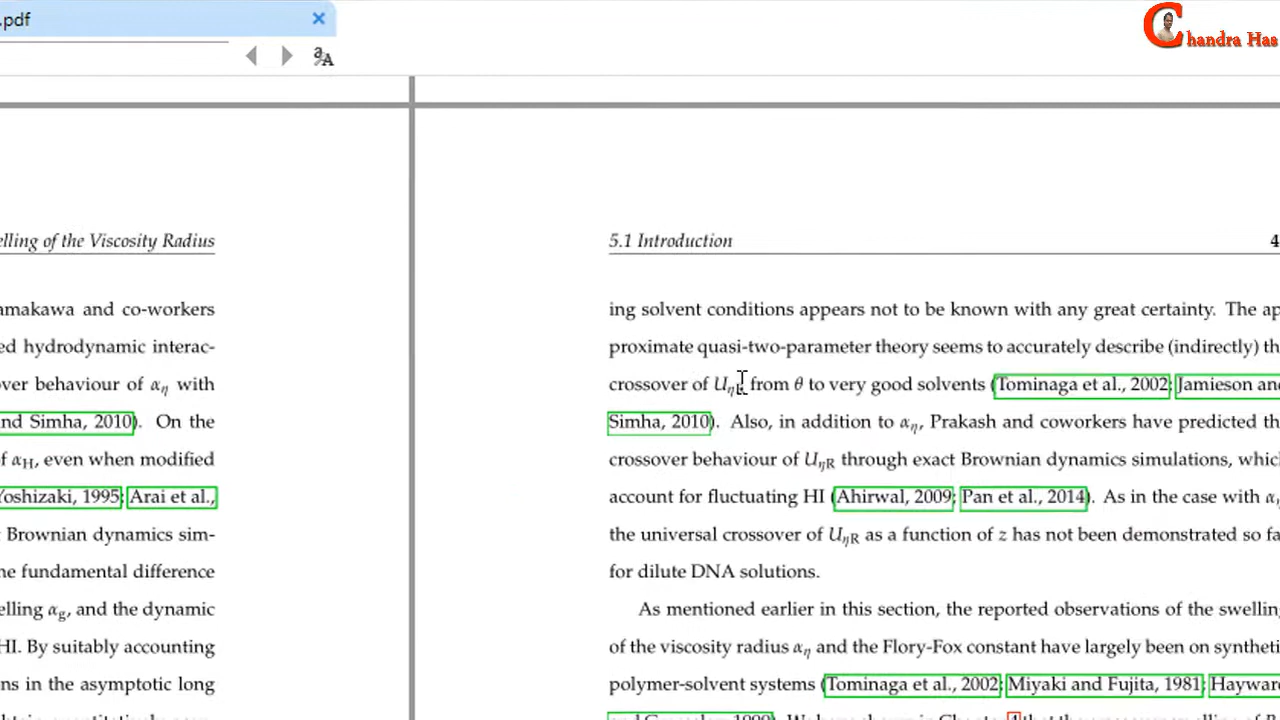 .pdf
Chandra Has
elling of the Viscosity Radius
amakawa and co-workers
ed hydrodynamic interac-
ver behaviour of αη with
nd Simha, 2010). On the
f αH, even when modified
Yoshizaki, 1995; Arai et al.,
t Brownian dynamics sim-
he fundamental difference
elling αg, and the dynamic
HI. By suitably accounting
ns in the asymptotic long
5.1 Introduction 4
ing solvent conditions appears not to be known with any great certainty. The ap
proximate quasi-two-parameter theory seems to accurately describe (indirectly) th
crossover of UηR from θ to very good solvents (Tominaga et al., 2002; Jamieson and
Simha, 2010). Also, in addition to αη, Prakash and coworkers have predicted th
crossover behaviour of UηR through exact Brownian dynamics simulations, which
account for fluctuating HI (Ahirwal, 2009; Pan et al., 2014). As in the case with αη
the universal crossover of UηR as a function of z has not been demonstrated so fa
for dilute DNA solutions.
As mentioned earlier in this section, the reported observations of the swelling
of the viscosity radius αη and the Flory-Fox constant have largely been on syntheti
polymer-solvent systems (Tominaga et al., 2002; Miyaki and Fujita, 1981; Hayward